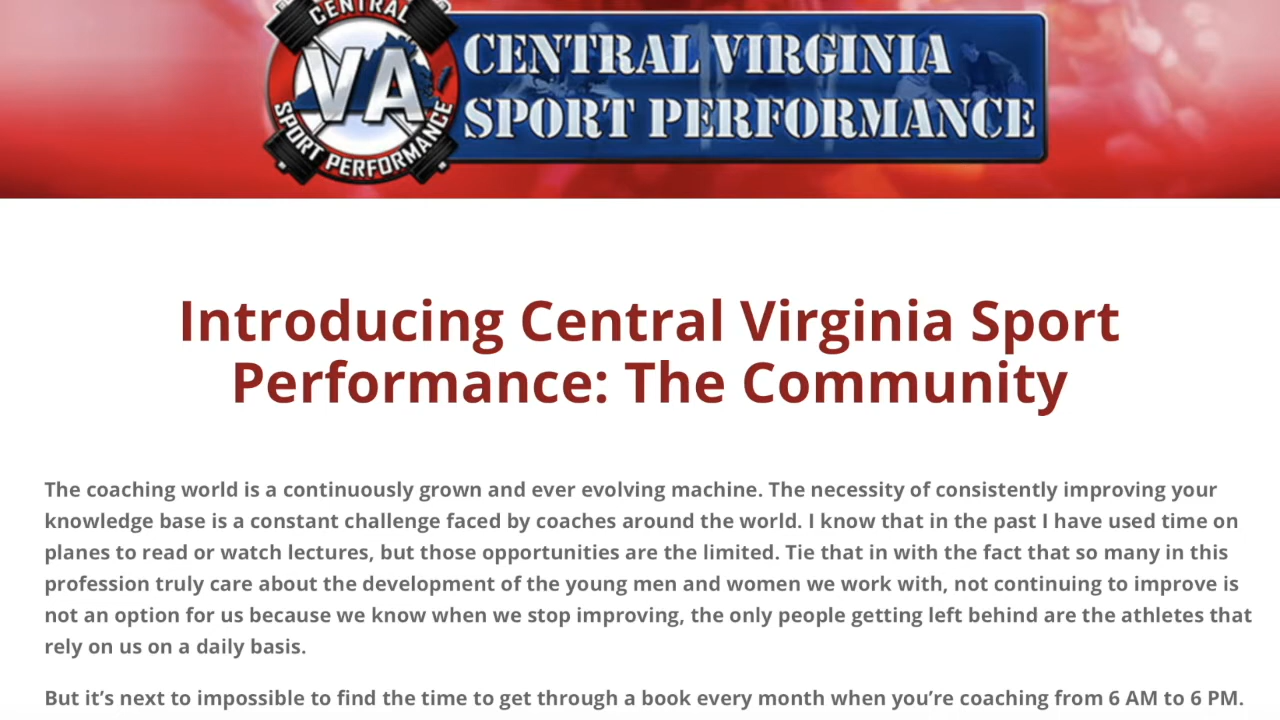 CENTRAL
VA
SPORT PERFORMANCE
CENTRAL VIRGINIA
SPORT PERFORMANCE
Introducing Central Virginia Sport
Performance: The Community
The coaching world is a continuously grown and ever evolving machine. The necessity of consistently improving your
knowledge base is a constant challenge faced by coaches around the world. I know that in the past I have used time on
planes to read or watch lectures, but those opportunities are the limited. Tie that in with the fact that so many in this
profession truly care about the development of the young men and women we work with, not continuing to improve is
not an option for us because we know when we stop improving, the only people getting left behind are the athletes that
rely on us on a daily basis.
But it’s next to impossible to find the time to get through a book every month when you’re coaching from 6 AM to 6 PM.